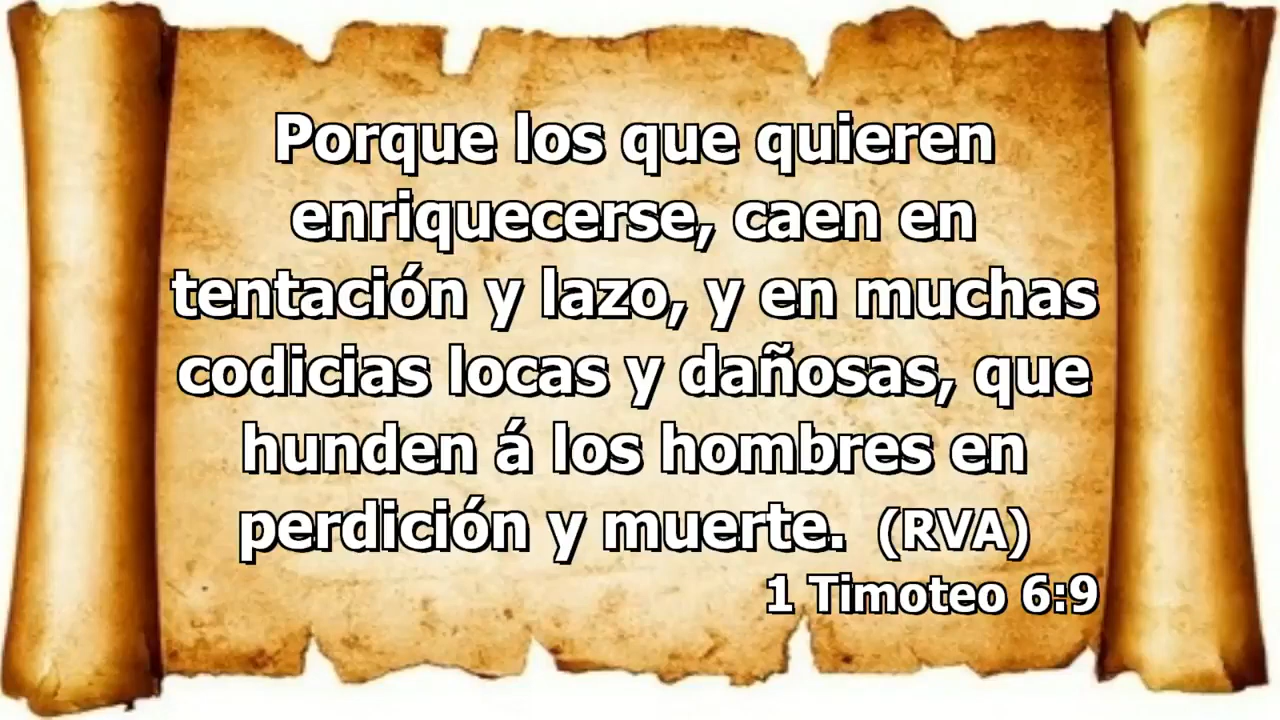 Porque los que quieren
enriquecerse, caen en
tentación y lazo, y en muchas
codicias locas y dañosas, que
hunden á los hombres en
perdición y muerte. (RVA)
1 Timoteo 6:9